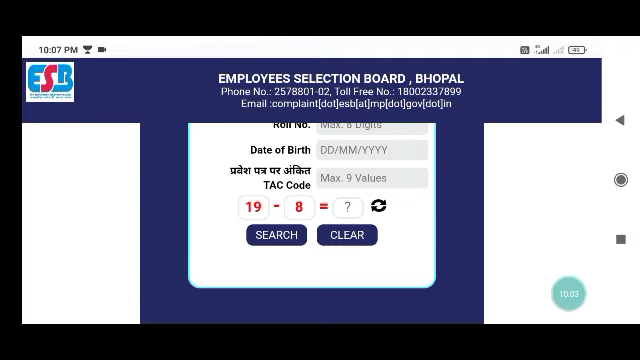 10:07 PM
49
ESB
EMPLOYEES SELECTION BOARD , BHOPAL
Phone No.: 2578801-02, Toll Free No.: 18002337899
Email :complaint[dot]esb[at]mp[dot]gov[dot]in
Roll No. Max. 8 Digits
Date of Birth DD/MM/YYYY
प्रवेश पत्र पर अंकित
TAC Code Max. 9 Values
19 - 8 = ?
SEARCH CLEAR
10:03